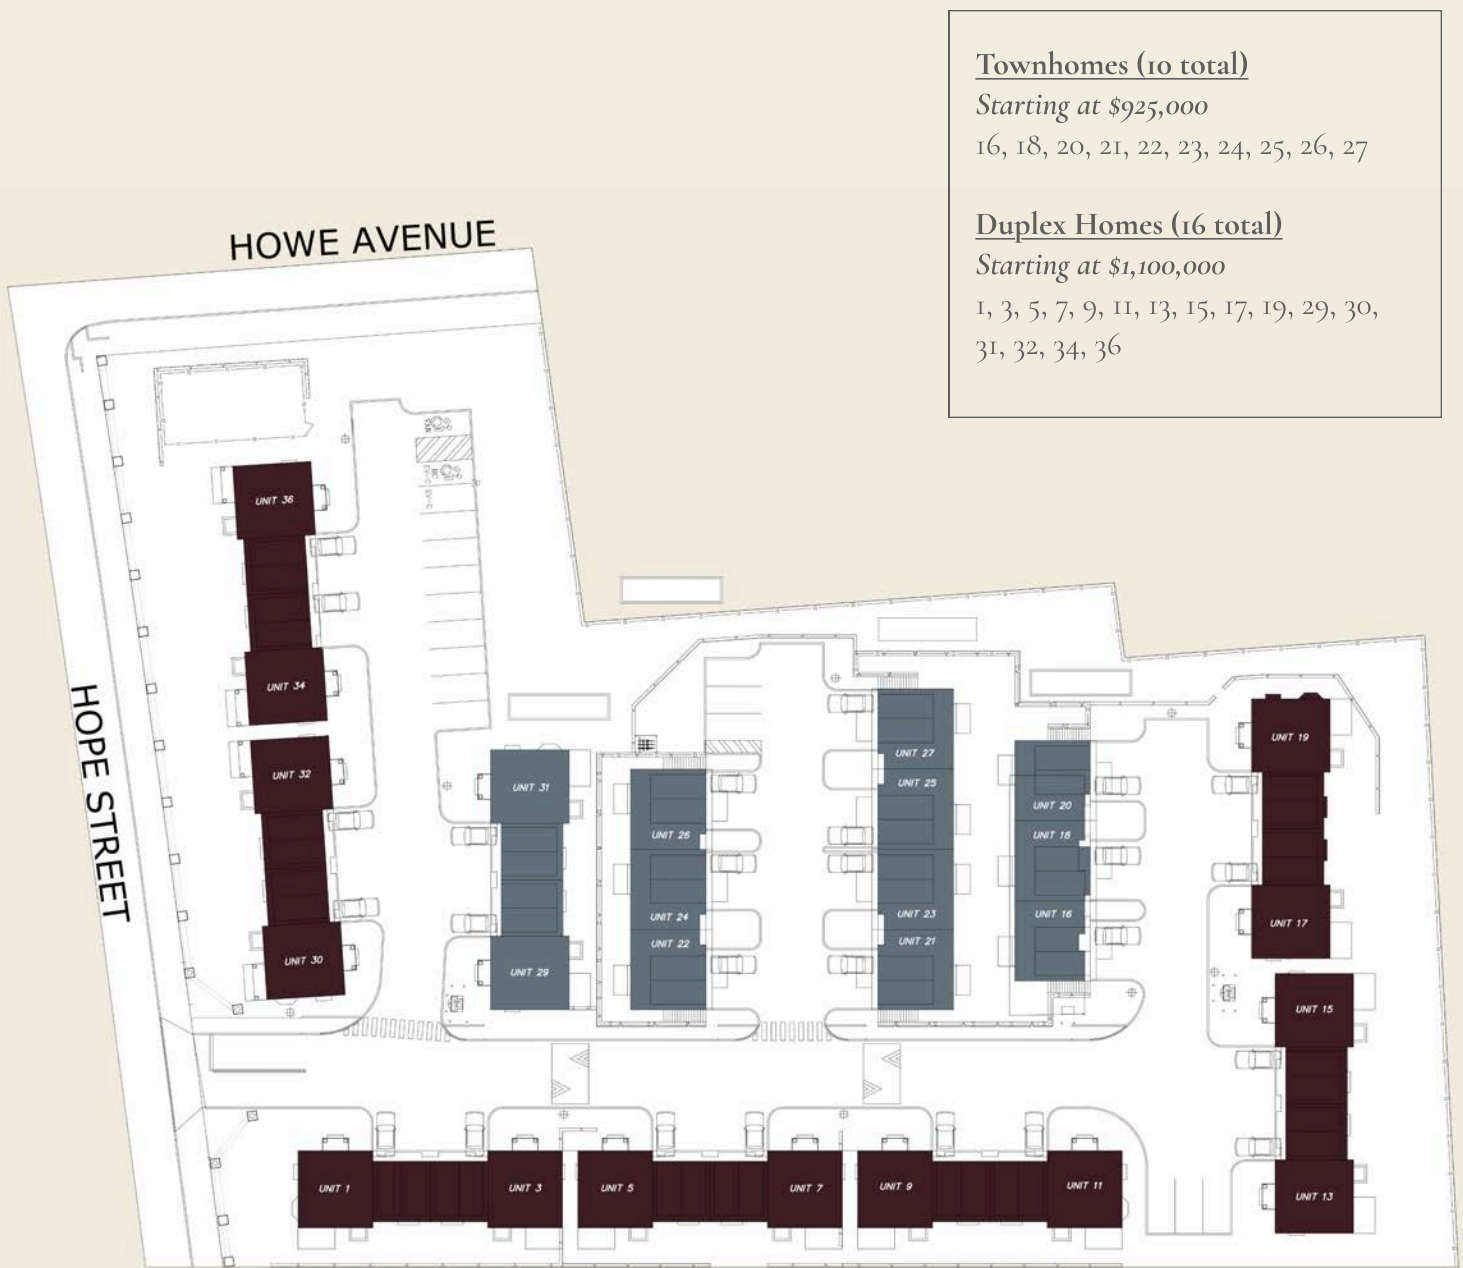 Townhomes (10 total)
Starting at $925,000
16, 18, 20, 21, 22, 23, 24, 25, 26, 27
Duplex Homes (16 total)
Starting at $1,100,000
1, 3, 5, 7, 9, 11, 13, 15, 17, 19, 29, 30,
31, 32, 34, 36
HOWE AVENUE
HOPE STREET
UNIT 36
UNIT 34
UNIT 32
UNIT 30
UNIT 31
UNIT 29
UNIT 26
UNIT 24
UNIT 22
UNIT 27
UNIT 25
UNIT 23
UNIT 21
UNIT 20
UNIT 18
UNIT 16
UNIT 19
UNIT 17
UNIT 15
UNIT 13
UNIT 1
UNIT 3
UNIT 5
UNIT 7
UNIT 9
UNIT 11